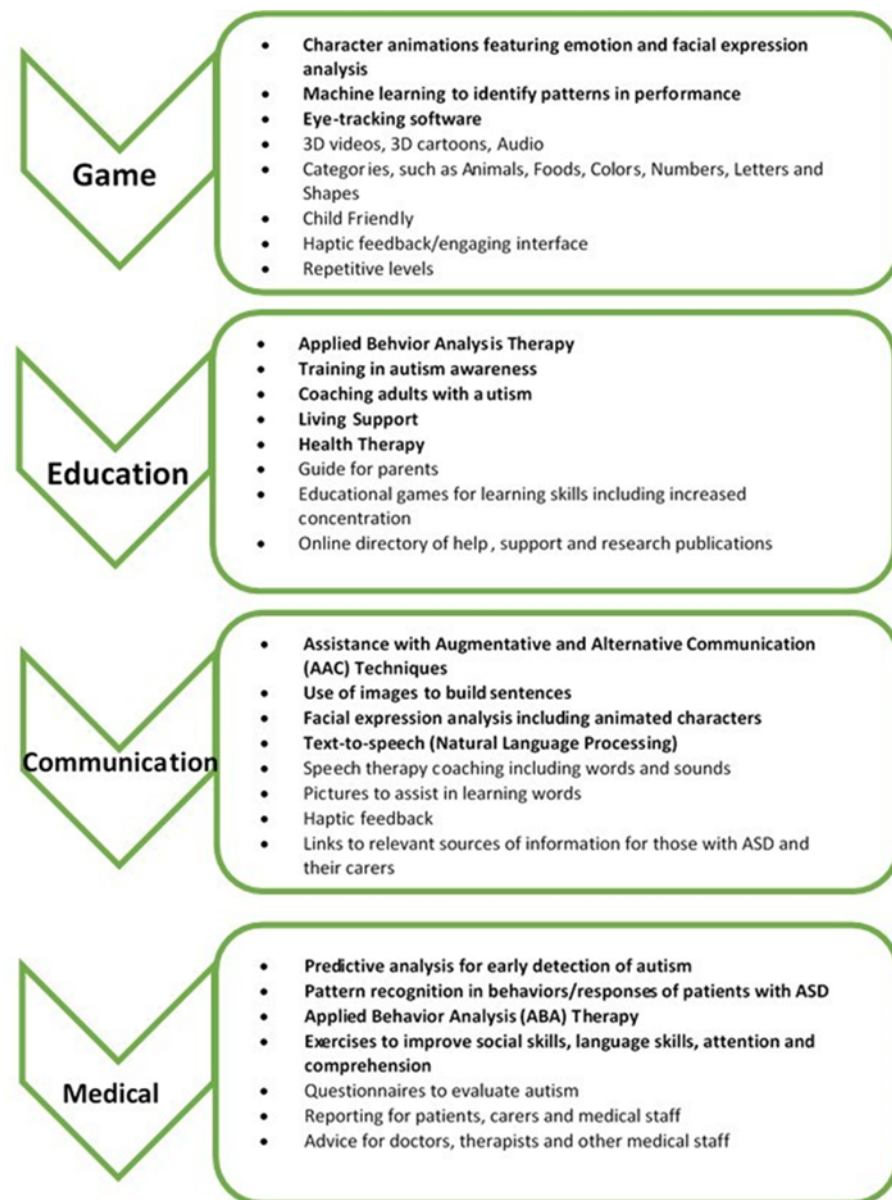 Game
• Character animations featuring emotion and facial expression
analysis
• Machine learning to identify patterns in performance
• Eye-tracking software
• 3D videos, 3D cartoons, Audio
• Categories, such as Animals, Foods, Colors, Numbers, Letters and
Shapes
• Child Friendly
• Haptic feedback/engaging interface
• Repetitive levels
Education
• Applied Behvior Analysis Therapy
• Training in autism awareness
• Coaching adults with a utism
• Living Support
• Health Therapy
• Guide for parents
• Educational games for learning skills including increased
concentration
• Online directory of help, support and research publications
Communication
• Assistance with Augmentative and Alternative Communication
(AAC) Techniques
• Use of images to build sentences
• Facial expression analysis including animated characters
• Text-to-speech (Natural Language Processing)
• Speech therapy coaching including words and sounds
• Pictures to assist in learning words
• Haptic feedback
• Links to relevant sources of information for those with ASD and
their carers
Medical
• Predictive analysis for early detection of autism
• Pattern recognition in behaviors/responses of patients with ASD
• Applied Behavior Analysis (ABA) Therapy
• Exercises to improve social skills, language skills, attention and
comprehension
• Questionnaires to evaluate autism
• Reporting for patients, carers and medical staff
• Advice for doctors, therapists and other medical staff